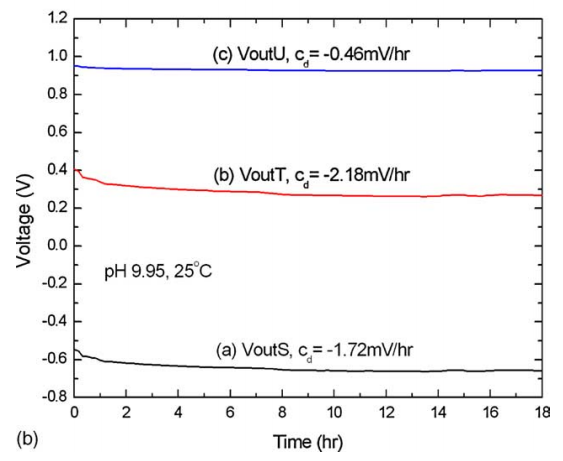 1.2
1.0
0.8
0.6
0.4
0.2
0.0
-0.2
-0.4
-0.6
-0.8
Voltage (V)
(c) VoutU, cd= -0.46mV/hr
(b) VoutT, cd= -2.18mV/hr
pH 9.95, 25°C
(a) VoutS, cd= -1.72mV/hr
0 2 4 6 8 10 12 14 16 18
Time (hr)
(b)